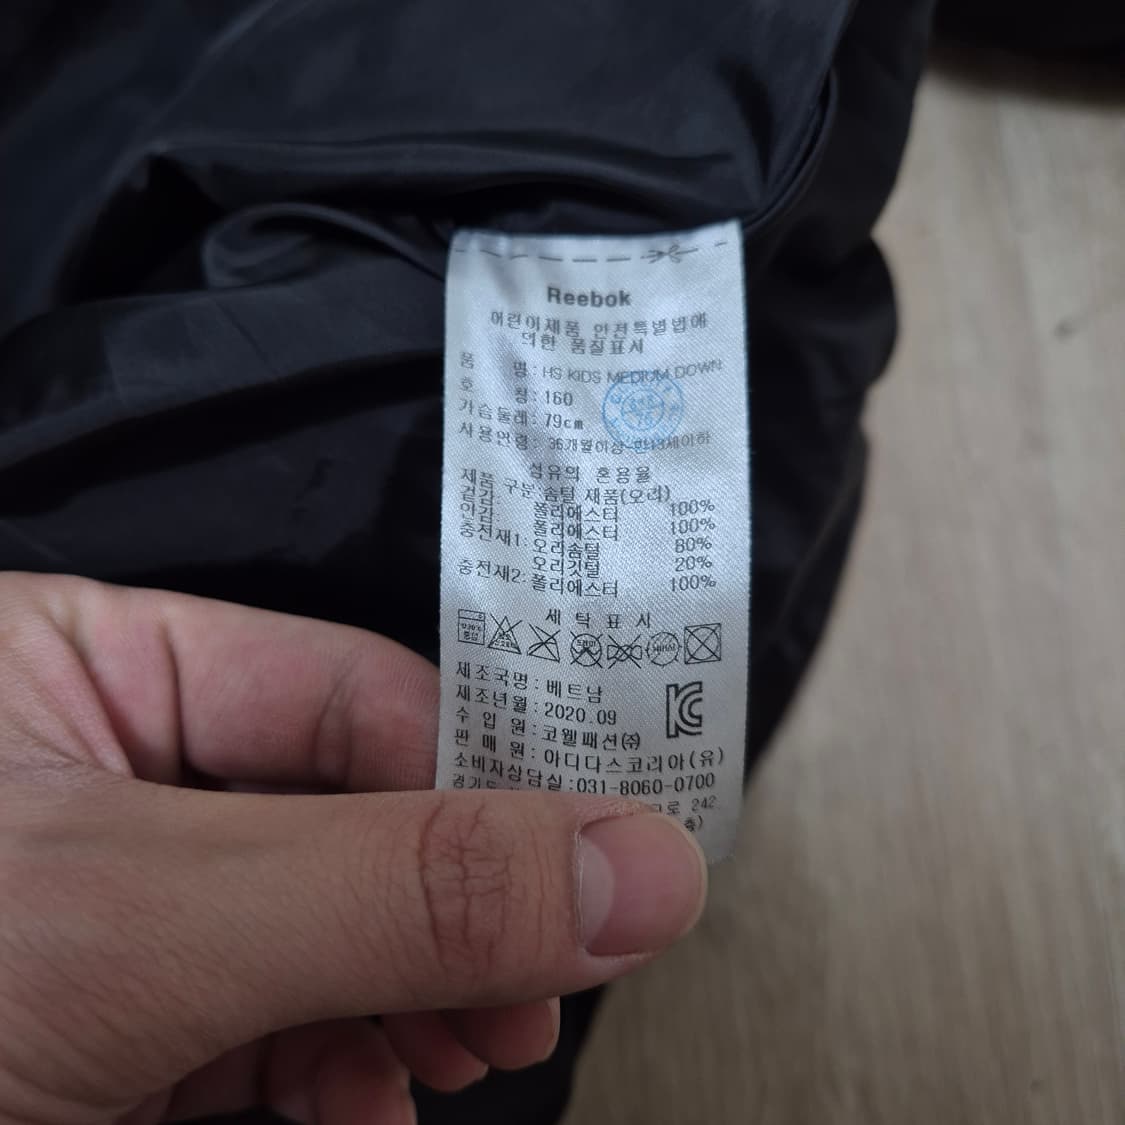 Reebok
어린이제품 안전특별법에
의한 품질표시
품 명: HS KIDS MEDIUM DOWN
호 칭: 160
가슴둘레: 79cm
사용연령: 36개월이상-만13세이하
섬유의 혼용율
제품 구분: 솜털 제품(오리)
겉감: 폴리에스터 100%
안감: 폴리에스터 100%
충전재1: 오리솜털 80%
오리깃털 20%
충전재2: 폴리에스터 100%
세탁표시
중성
제조국명: 베트남
제조년월: 2020.09
수 입 원: 코웰패션㈜
판 매 원: 아디다스코리아(유)
소비자상담실: 031-8060-0700
경기도 242.
층)